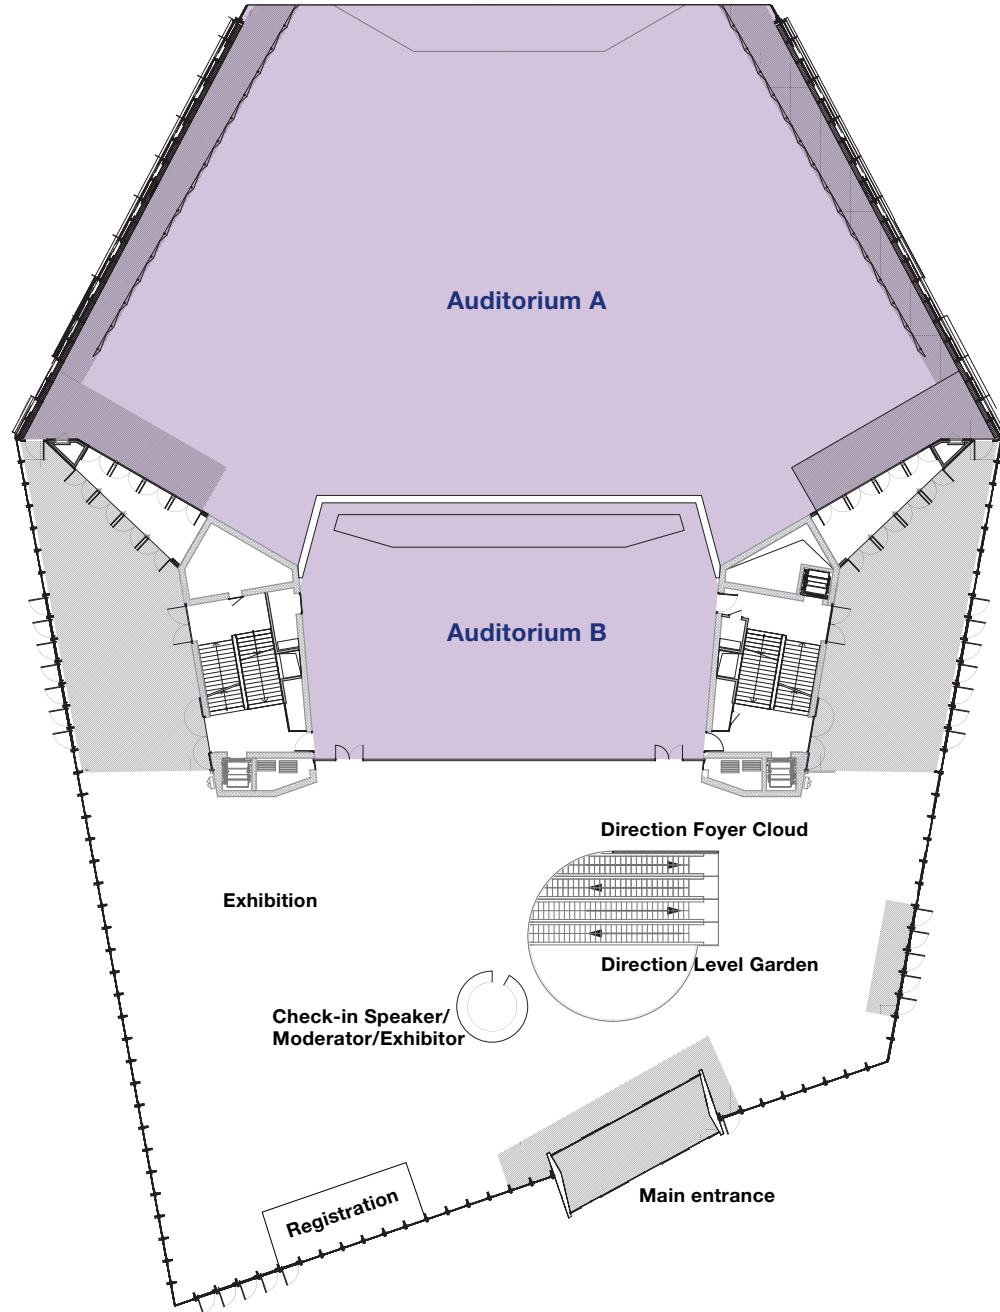 Auditorium A
Auditorium B
Direction Foyer Cloud
Exhibition
Direction Level Garden
Check-in Speaker/
Moderator/Exhibitor
Main entrance
Registration